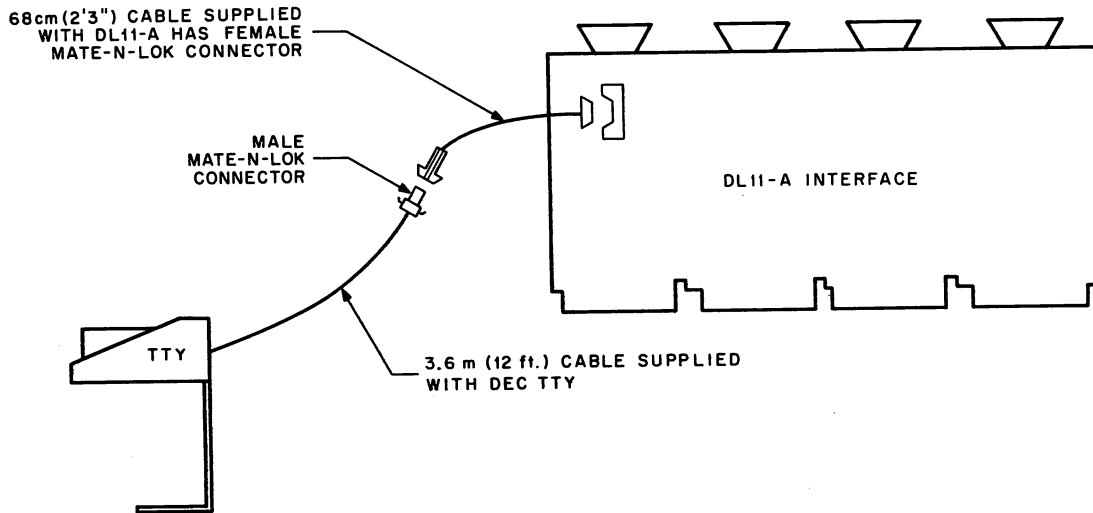 68cm (2'3") CABLE SUPPLIED
WITH DL11-A HAS FEMALE
MATE-N-LOK CONNECTOR
MALE
MATE-N-LOK
CONNECTOR
DL11-A INTERFACE
TTY
3.6 m (12 ft.) CABLE SUPPLIED
WITH DEC TTY